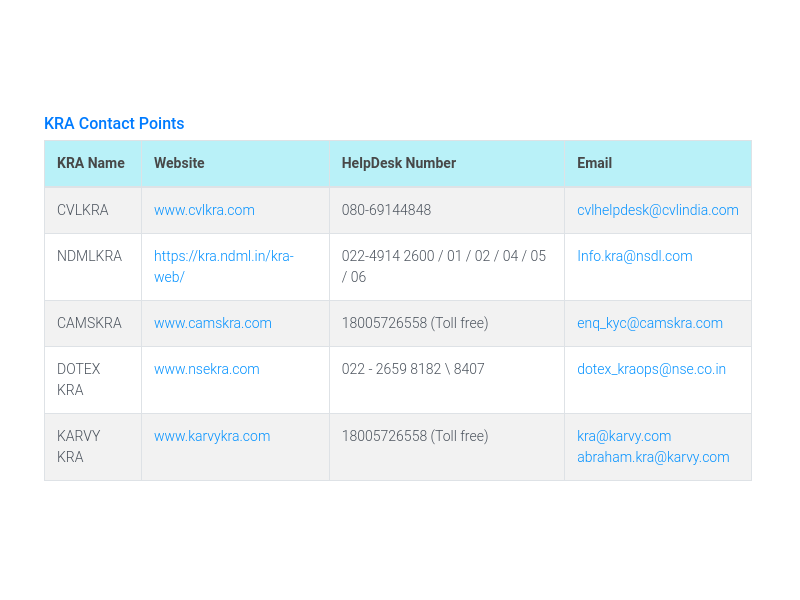 KRA Contact Points
KRA Name Website HelpDesk Number Email
CVLKRA www.cvlkra.com 080-69144848 cvlhelpdesk@cvlindia.com
NDMLKRA https://kra.ndml.in/kra- 022-4914 2600 / 01 / 02 / 04 / 05 Info.kra@nsdl.com
web/ / 06
CAMSKRA www.camskra.com 18005726558 (Toll free) enq_kyc@camskra.com
DOTEX www.nsekra.com 022 - 2659 8182 \ 8407 dotex_kraops@nse.co.in
KRA
KARVY www.karvykra.com 18005726558 (Toll free) kra@karvy.com
KRA abraham.kra@karvy.com